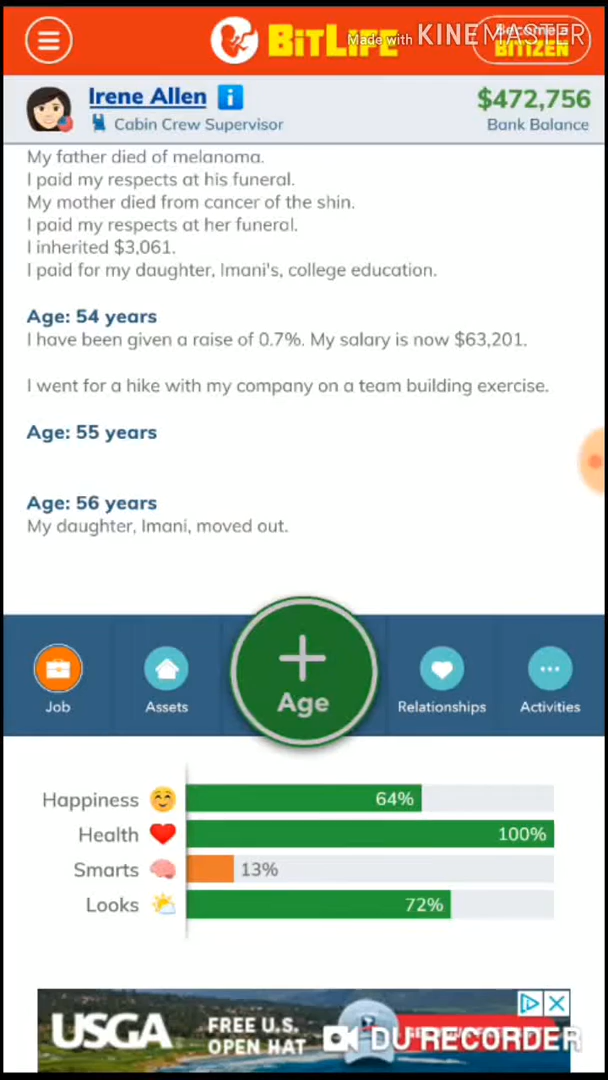 BitLife
Made with KINEMASTER
Become a
BITIZEN
Irene Allen i
$472,756
Cabin Crew Supervisor
Bank Balance
My father died of melanoma.
I paid my respects at his funeral.
My mother died from cancer of the shin.
I paid my respects at her funeral.
I inherited $3,061.
I paid for my daughter, Imani's, college education.
Age: 54 years
I have been given a raise of 0.7%. My salary is now $63,201.
I went for a hike with my company on a team building exercise.
Age: 55 years
Age: 56 years
My daughter, Imani, moved out.
Job
Assets
Age
Relationships
Activities
Happiness 64%
Health 100%
Smarts 13%
Looks 72%
USGA
FREE U.S.
OPEN HAT
DU RECORDER